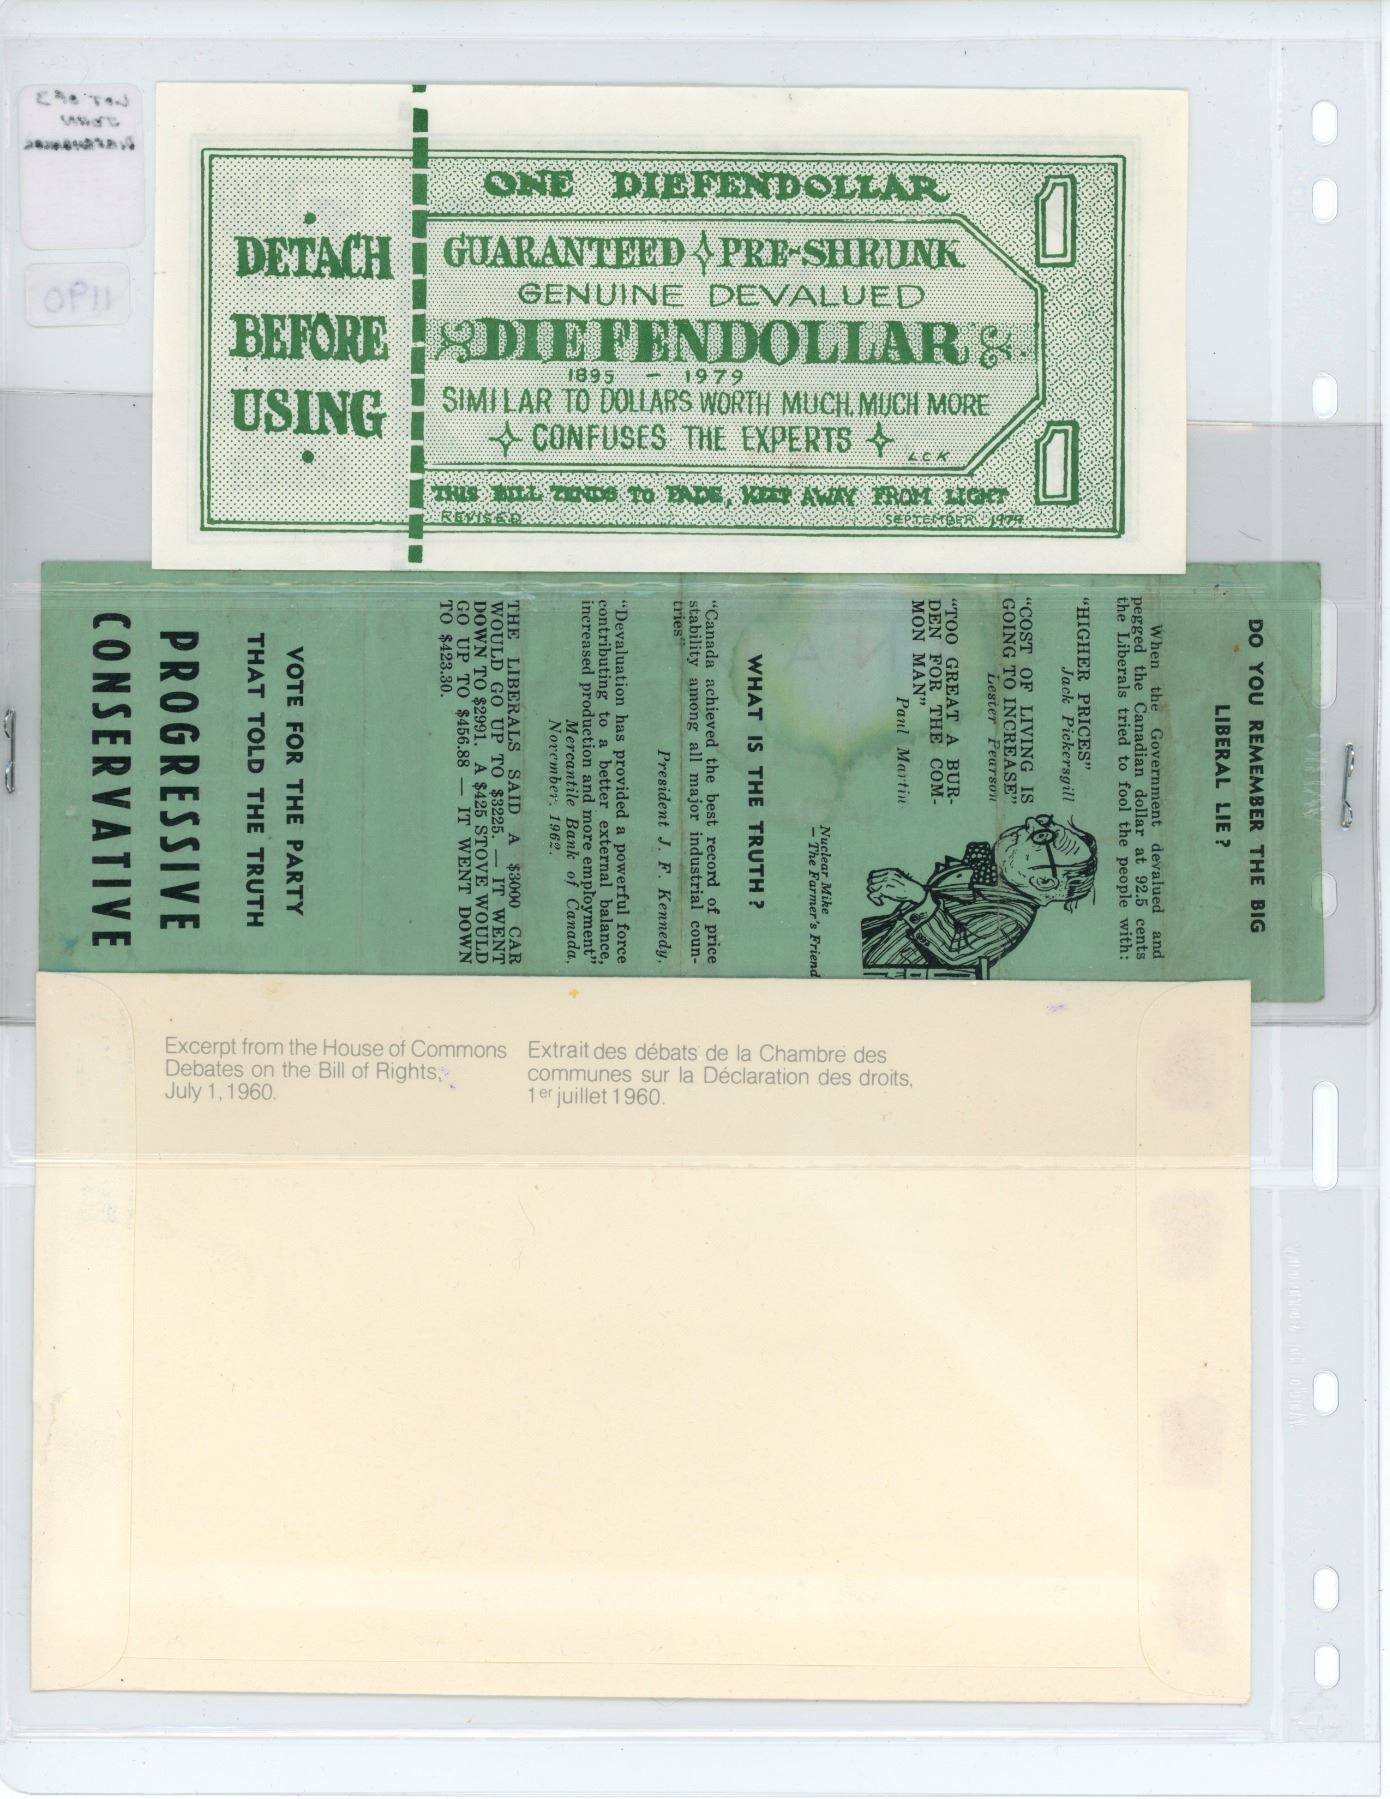 LOT OF 3
JOHN
1190
DETACH
BEFORE
USING
ONE DIEFENDOLLAR
1
GUARANTEED PRE-SHRUNK
GENUINE DEVALUED
DIEFENDOLLAR
1895 - 1979
SIMILAR TO DOLLARS WORTH MUCH, MUCH MORE
CONFUSES THE EXPERTS
L C K
1
THIS BILL TENDS TO FADE, KEEP AWAY FROM LIGHT
REVISED SEPTEMBER 1979
DO YOU REMEMBER THE BIG
LIBERAL LIE?
When the Government devalued and
pegged the Canadian dollar at 92.5 cents
the Liberals tried to fool the people with:
"HIGHER PRICES"
Jack Pickersgill
"COST OF LIVING IS
GOING TO INCREASE"
Lester Pearson
"TOO GREAT A BUR-
DEN FOR THE COM-
MON MAN"
Paul Martin
Nuclear Mike
—The Farmer's Friend
WHAT IS THE TRUTH?
"Canada achieved the best record of price
stability among all major industrial coun-
tries"
President J. F. Kennedy.
"Devaluation has provided a powerful force
contributing to a better external balance,
increased production and more employment"
Mercantile Bank of Canada,
November, 1962.
THE LIBERALS SAID A $3000 CAR
WOULD GO UP TO $3225. — IT WENT
DOWN TO $2991. A $425 STOVE WOULD
GO UP TO $456.88 — IT WENT DOWN
TO $423.30.
VOTE FOR THE PARTY
THAT TOLD THE TRUTH
PROGRESSIVE
CONSERVATIVE
Excerpt from the House of Commons
Debates on the Bill of Rights,
July 1, 1960.
Extrait des débats de la Chambre des
communes sur la Déclaration des droits,
1er juillet 1960.